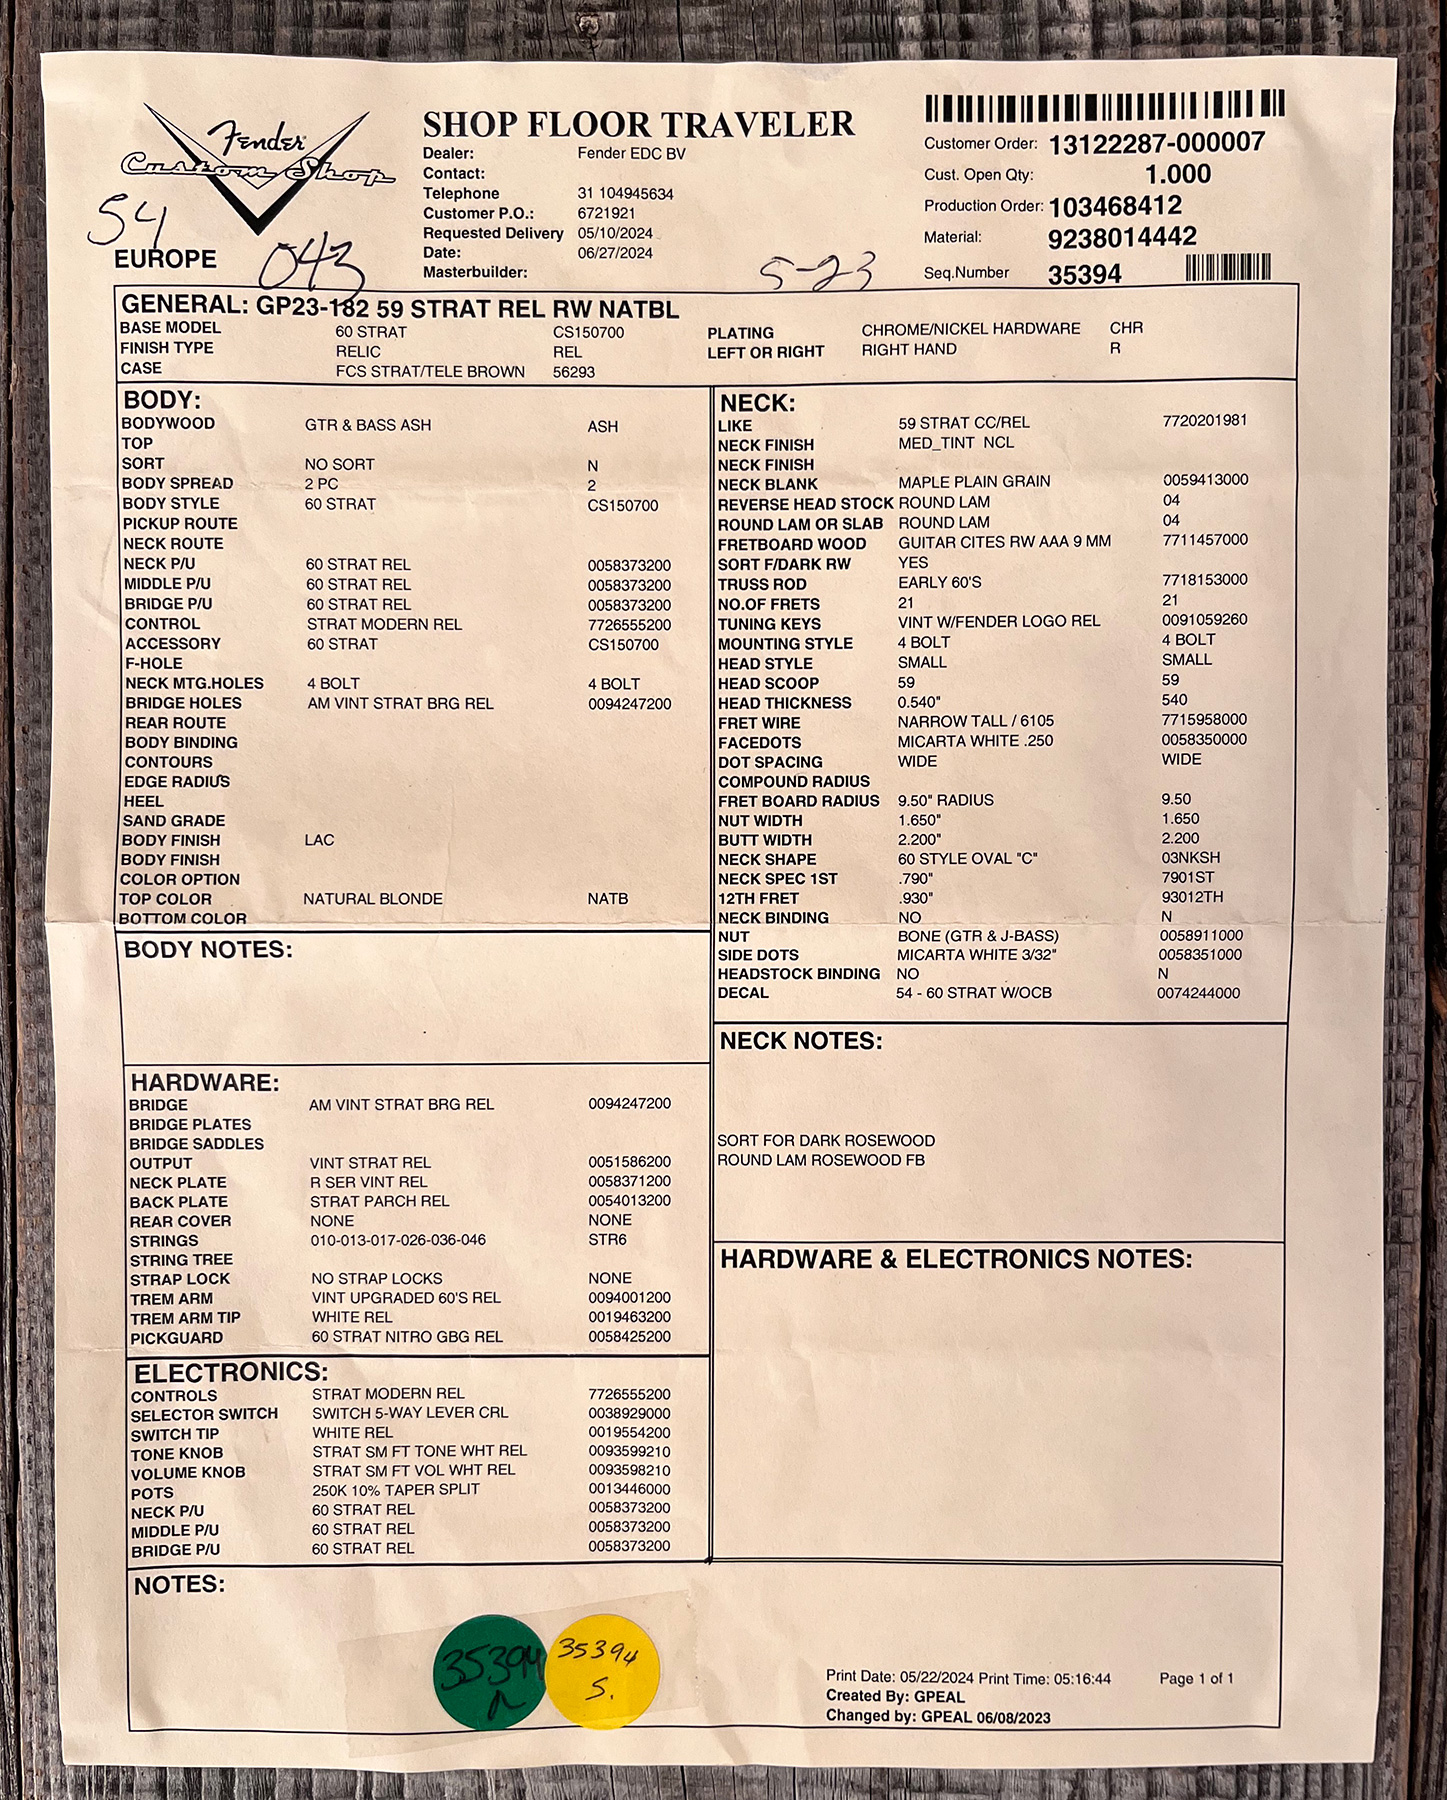 Fender
Custom Shop
SHOP FLOOR TRAVELER
Dealer: Fender EDC BV
Contact:
Telephone 31 104945634
Customer P.O.: 6721921
Requested Delivery 05/10/2024
Date: 06/27/2024
Masterbuilder:
Customer Order: 13122287-000007
Cust. Open Qty: 1.000
Production Order: 103468412
Material: 9238014442
Seq.Number 35394
54
EUROPE
043
5-23
GENERAL: GP23-182 59 STRAT REL RW NATBL
BASE MODEL 60 STRAT CS150700
FINISH TYPE RELIC REL
CASE FCS STRAT/TELE BROWN 56293
PLATING CHROME/NICKEL HARDWARE CHR
LEFT OR RIGHT RIGHT HAND R
BODY:
BODYWOOD GTR & BASS ASH ASH
TOP
SORT NO SORT N
BODY SPREAD 2 PC 2
BODY STYLE 60 STRAT CS150700
PICKUP ROUTE
NECK ROUTE
NECK P/U 60 STRAT REL 0058373200
MIDDLE P/U 60 STRAT REL 0058373200
BRIDGE P/U 60 STRAT REL 0058373200
CONTROL STRAT MODERN REL 7726555200
ACCESSORY 60 STRAT CS150700
F-HOLE
NECK MTG.HOLES 4 BOLT 4 BOLT
BRIDGE HOLES AM VINT STRAT BRG REL 0094247200
REAR ROUTE
BODY BINDING
CONTOURS
EDGE RADIUS
HEEL
SAND GRADE
BODY FINISH LAC
BODY FINISH
COLOR OPTION
TOP COLOR NATURAL BLONDE NATB
BOTTOM COLOR
BODY NOTES:
HARDWARE:
BRIDGE AM VINT STRAT BRG REL 0094247200
BRIDGE PLATES
BRIDGE SADDLES
OUTPUT VINT STRAT REL 0051586200
NECK PLATE R SER VINT REL 0058371200
BACK PLATE STRAT PARCH REL 0054013200
REAR COVER NONE NONE
STRINGS 010-013-017-026-036-046 STR6
STRING TREE
STRAP LOCK NO STRAP LOCKS NONE
TREM ARM VINT UPGRADED 60'S REL 0094001200
TREM ARM TIP WHITE REL 0019463200
PICKGUARD 60 STRAT NITRO GBG REL 0058425200
ELECTRONICS:
CONTROLS STRAT MODERN REL 7726555200
SELECTOR SWITCH SWITCH 5-WAY LEVER CRL 0038929000
SWITCH TIP WHITE REL 0019554200
TONE KNOB STRAT SM FT TONE WHT REL 0093599210
VOLUME KNOB STRAT SM FT VOL WHT REL 0093598210
POTS 250K 10% TAPER SPLIT 0013446000
NECK P/U 60 STRAT REL 0058373200
MIDDLE P/U 60 STRAT REL 0058373200
BRIDGE P/U 60 STRAT REL 0058373200
NECK:
LIKE 59 STRAT CC/REL 7720201981
NECK FINISH MED_TINT NCL
NECK FINISH
NECK BLANK MAPLE PLAIN GRAIN 0059413000
REVERSE HEAD STOCK ROUND LAM 04
ROUND LAM OR SLAB ROUND LAM 04
FRETBOARD WOOD GUITAR CITES RW AAA 9 MM 7711457000
SORT F/DARK RW YES
TRUSS ROD EARLY 60'S 7718153000
NO.OF FRETS 21 21
TUNING KEYS VINT W/FENDER LOGO REL 0091059260
MOUNTING STYLE 4 BOLT 4 BOLT
HEAD STYLE SMALL SMALL
HEAD SCOOP 59 59
HEAD THICKNESS 0.540" 540
FRET WIRE NARROW TALL / 6105 7715958000
FACEDOTS MICARTA WHITE .250 0058350000
DOT SPACING WIDE WIDE
COMPOUND RADIUS
FRET BOARD RADIUS 9.50" RADIUS 9.50
NUT WIDTH 1.650" 1.650
BUTT WIDTH 2.200" 2.200
NECK SHAPE 60 STYLE OVAL "C" 03NKSH
NECK SPEC 1ST .790" 7901ST
12TH FRET .930" 93012TH
NECK BINDING NO N
NUT BONE (GTR & J-BASS) 0058911000
SIDE DOTS MICARTA WHITE 3/32" 0058351000
HEADSTOCK BINDING NO N
DECAL 54 - 60 STRAT W/OCB 0074244000
NECK NOTES:
SORT FOR DARK ROSEWOOD
ROUND LAM ROSEWOOD FB
HARDWARE & ELECTRONICS NOTES:
NOTES:
35394
35394
S.
Print Date: 05/22/2024 Print Time: 05:16:44 Page 1 of 1
Created By: GPEAL
Changed by: GPEAL 06/08/2023